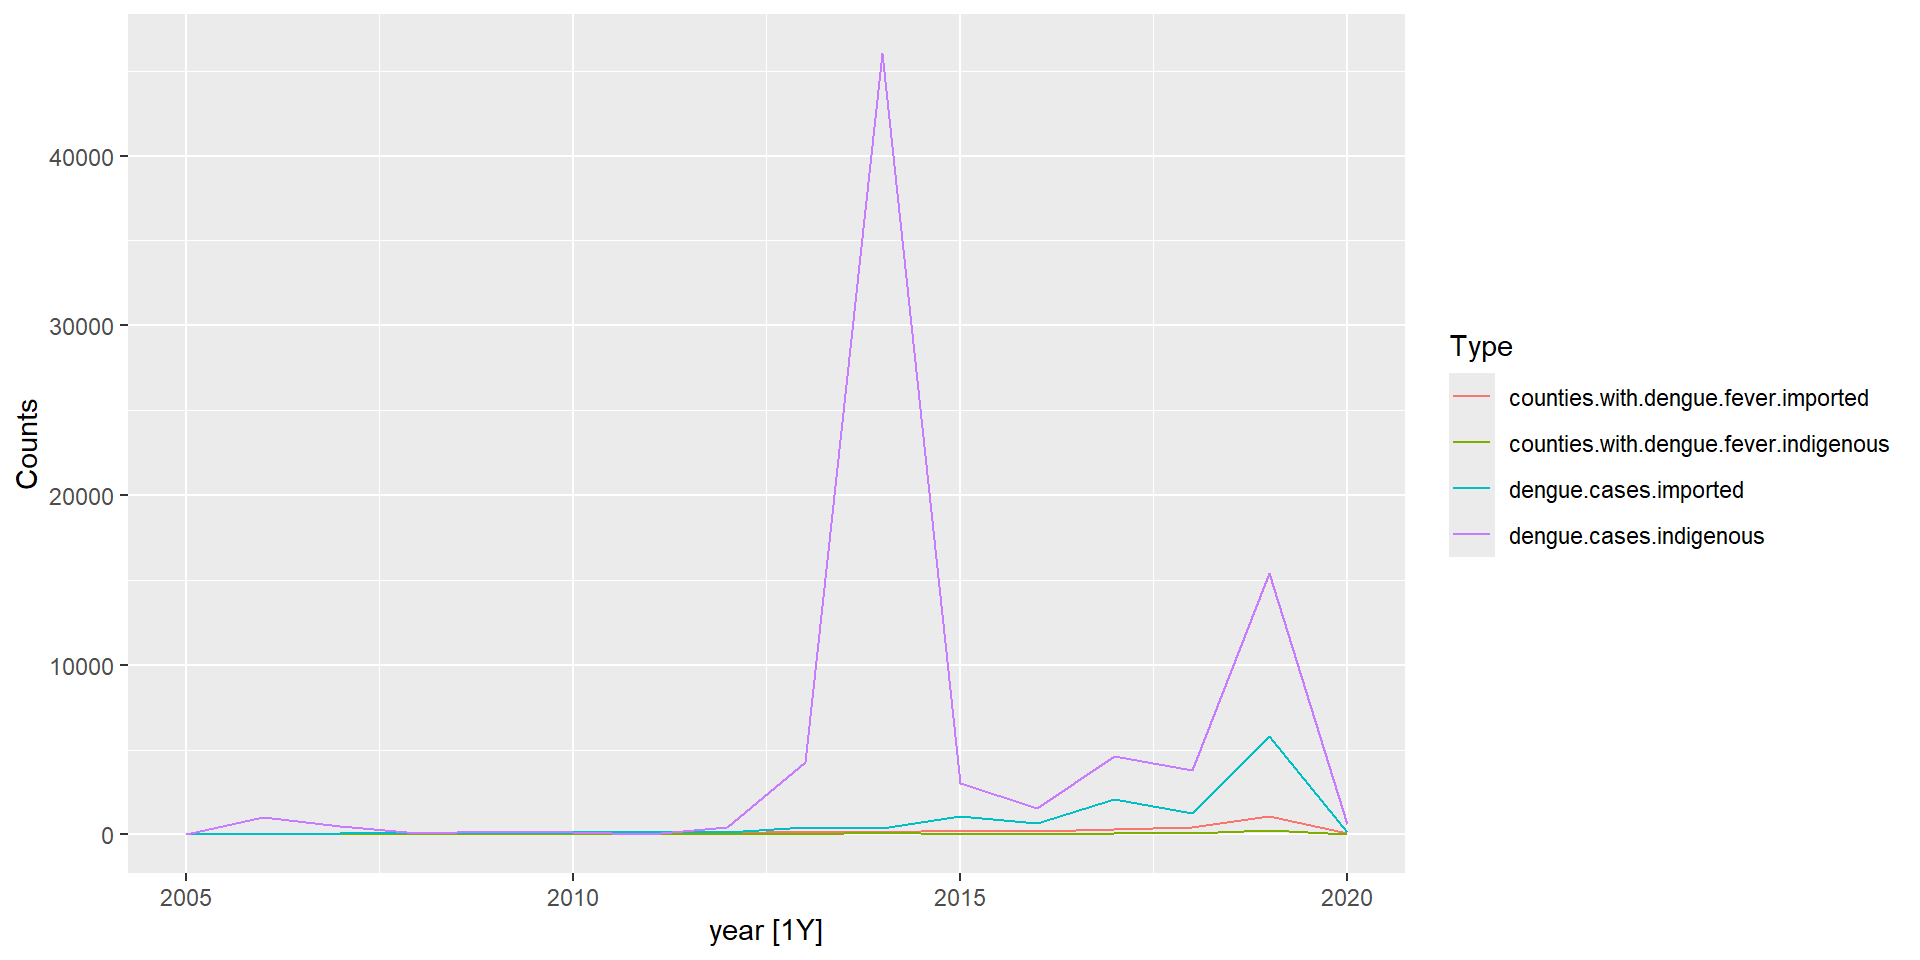 Counts
40000
30000
20000
10000
0
2005
2010
2015
2020
year [1Y]
Type
counties.with.dengue.fever.imported
counties.with.dengue.fever.indigenous
dengue.cases.imported
dengue.cases.indigenous